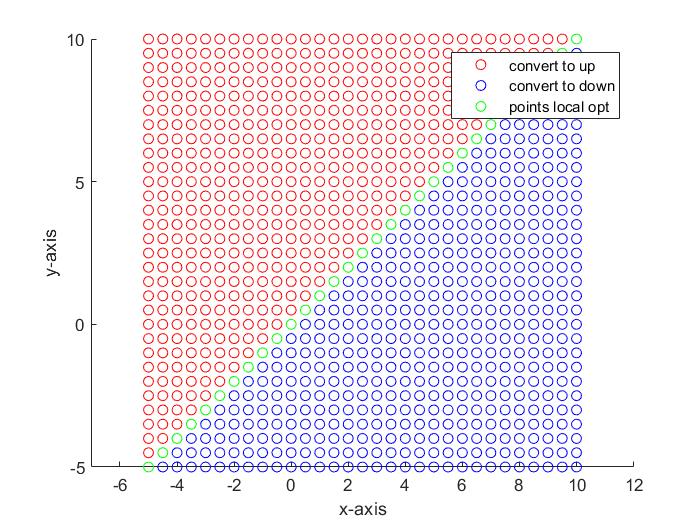 10
convert to up
convert to down
points local opt
5
y-axis
0
-5
-6 -4 -2 0 2 4 6 8 10 12
x-axis